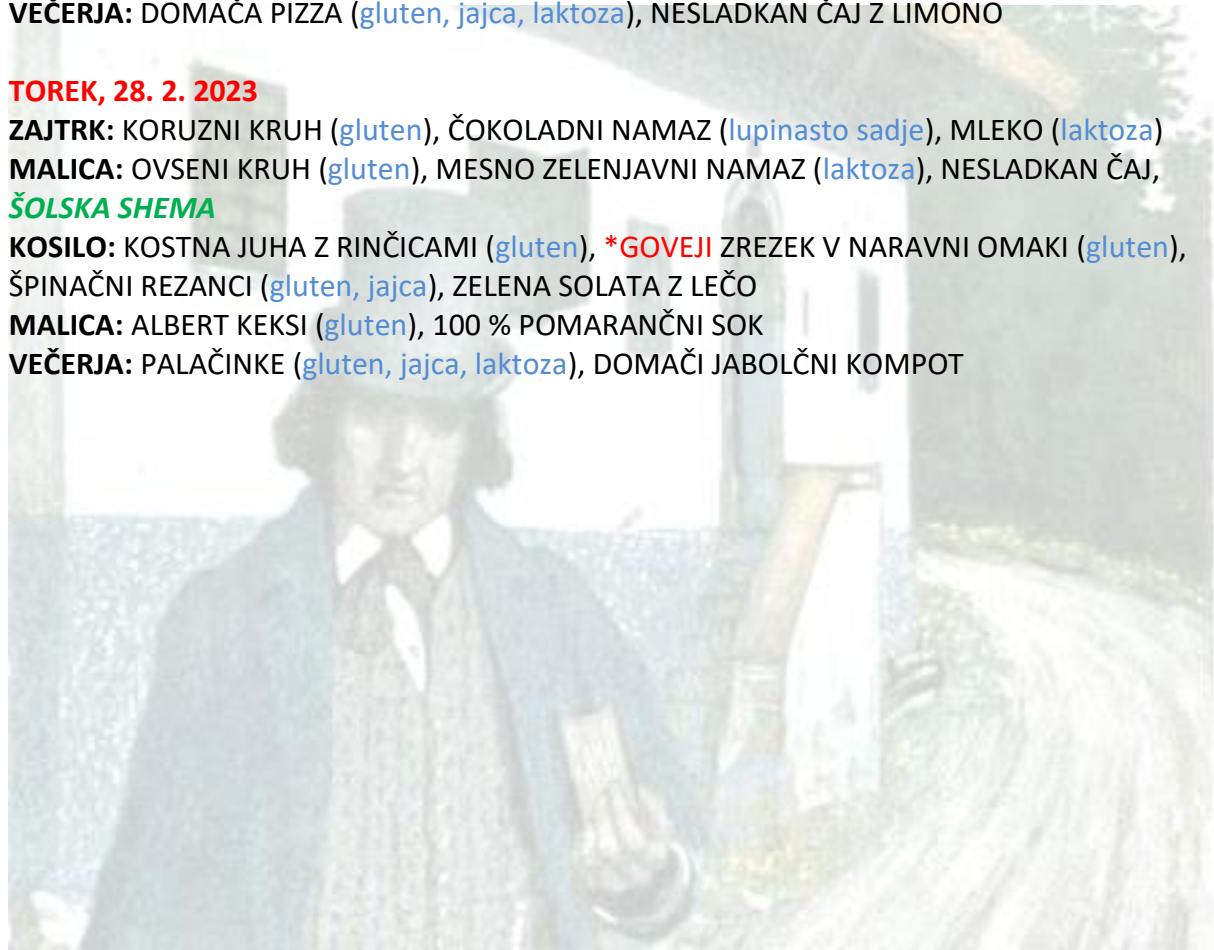 VEČERJA: DOMAČA PIZZA (gluten, jajca, laktoza), NESLADKAN ČAJ Z LIMONO
TOREK, 28. 2. 2023
ZAJTRK: KORUZNI KRUH (gluten), ČOKOLADNI NAMAZ (lupinasto sadje), MLEKO (laktoza)
MALICA: OVSENI KRUH (gluten), MESNO ZELENJAVNI NAMAZ (laktoza), NESLADKAN ČAJ,
ŠOLSKA SHEMA
KOSILO: KOSTNA JUHA Z RINČICAMI (gluten), *GOVEJI ZREZEK V NARAVNI OMAKI (gluten),
ŠPINAČNI REZANCI (gluten, jajca), ZELENA SOLATA Z LEČO
MALICA: ALBERT KEKSI (gluten), 100 % POMARANČNI SOK
VEČERJA: PALAČINKE (gluten, jajca, laktoza), DOMAČI JABOLČNI KOMPOT